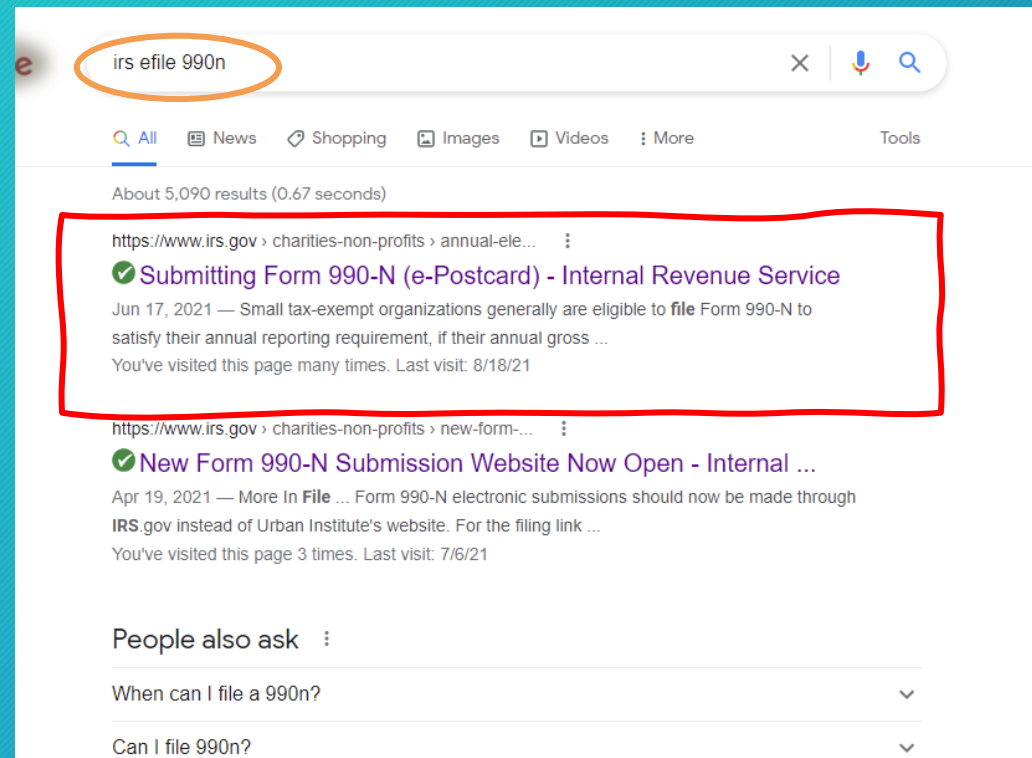 e
irs efile 990n
All News Shopping Images Videos More Tools
About 5,090 results (0.67 seconds)
https://www.irs.gov › charities-non-profits › annual-ele...
Submitting Form 990-N (e-Postcard) - Internal Revenue Service
Jun 17, 2021 — Small tax-exempt organizations generally are eligible to file Form 990-N to
satisfy their annual reporting requirement, if their annual gross ...
You've visited this page many times. Last visit: 8/18/21
https://www.irs.gov › charities-non-profits › new-form-...
New Form 990-N Submission Website Now Open - Internal ...
Apr 19, 2021 — More In File ... Form 990-N electronic submissions should now be made through
IRS.gov instead of Urban Institute's website. For the filing link ...
You've visited this page 3 times. Last visit: 7/6/21
People also ask
When can I file a 990n?
Can I file 990n?